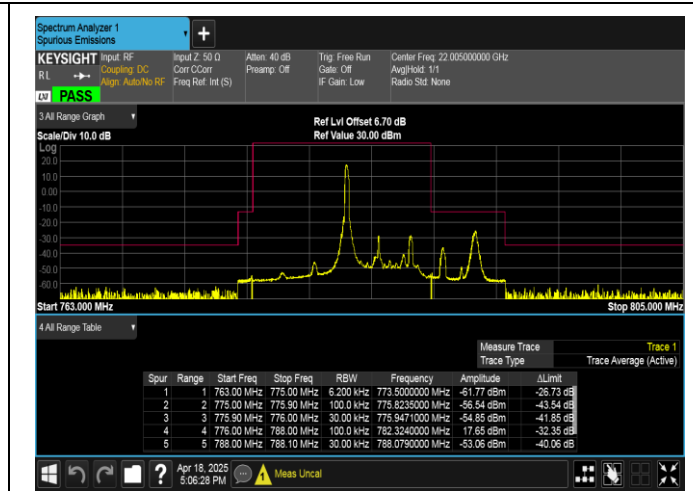 Spectrum Analyzer 1
Spurious Emissions
+
KEYSIGHT Input: RF Input Z: 50 Ω Atten: 40 dB Trig: Free Run Center Freq: 22.005000000 GHz
RL Coupling: DC Corr CCorr Preamp: Off Gate: Off Avg|Hold: 1/1
Align: Auto/No RF Freq Ref: Int (S) IF Gain: Low Radio Std: None
LXI PASS
3 All Range Graph
Ref Lvl Offset 6.70 dB
Scale/Div 10.0 dB Ref Value 30.00 dBm
Log
20.0
10.0
0.00
-10.0
-20.0
-30.0
-40.0
-50.0
-60.0
Start 763.000 MHz Stop 805.000 MHz
4 All Range Table
Measure Trace Trace 1
Trace Type Trace Average (Active)
Spur Range Start Freq Stop Freq RBW Frequency Amplitude ΔLimit
1 1 763.00 MHz 775.00 MHz 6.200 kHz 773.5000000 MHz -61.77 dBm -26.73 dB
2 2 775.00 MHz 775.90 MHz 100.0 kHz 775.8235000 MHz -56.54 dBm -43.54 dB
3 3 775.90 MHz 776.00 MHz 30.00 kHz 775.9471000 MHz -54.85 dBm -41.85 dB
4 4 776.00 MHz 788.00 MHz 100.0 kHz 782.3240000 MHz 17.65 dBm -32.35 dB
5 5 788.00 MHz 788.10 MHz 30.00 kHz 788.0790000 MHz -53.06 dBm -40.06 dB
? Apr 18, 2025
5:06:28 PM
1 Meas Uncal